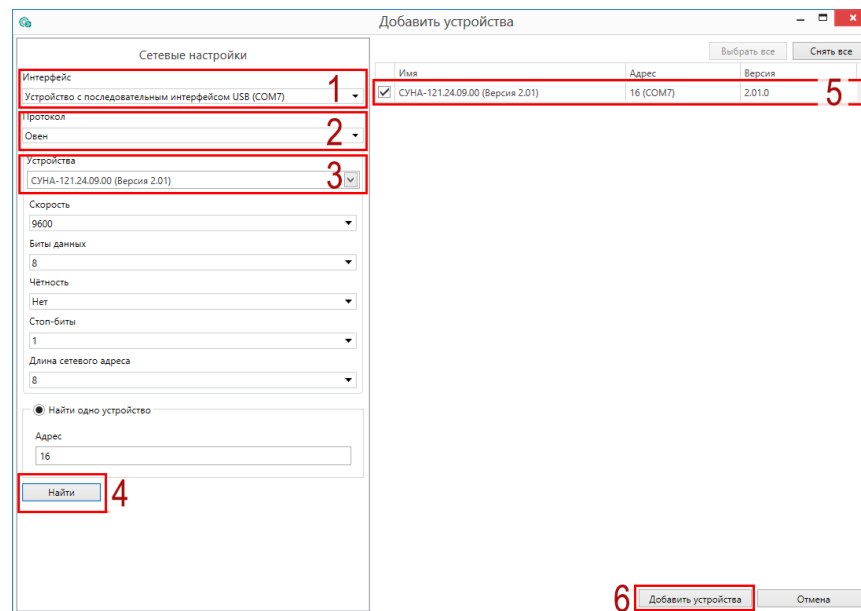 Добавить устройства
Сетевые настройки
Интерфейс
Устройство с последовательным интерфейсом USB (COM7)
1
Протокол
Овен
2
Устройства
СУНА-121.24.09.00 (Версия 2.01)
3
Скорость
9600
Биты данных
8
Чётность
Нет
Стоп-биты
1
Длина сетевого адреса
8
Найти одно устройство
Адрес
16
Найти
4
Выбрать все
Снять все
Имя Адрес Версия
СУНА-121.24.09.00 (Версия 2.01) 16 (COM7) 2.01.0
5
6
Добавить устройства
Отмена